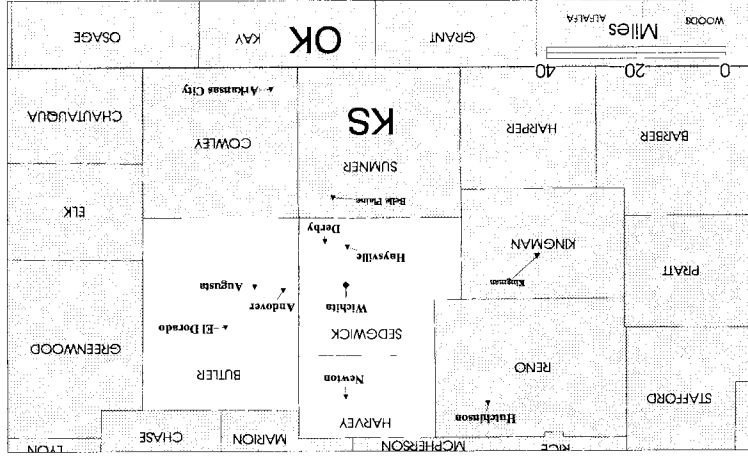 RICE MCPHERSON MARION CHASE LYON
Hutchinson
HARVEY
STAFFORD
Newton
BUTLER
RENO
GREENWOOD
SEDGWICK
El Dorado
Wichita
Andover
Augusta
Kingman
PRATT
KINGMAN
Haysville
Derby
ELK
Belle Plaine
SUMNER
COWLEY
BARBER
HARPER
KS
CHAUTAUQUA
Arkansas City
0 20 40
Miles
WOODS
ALFALFA
GRANT
OK
KAY
OSAGE